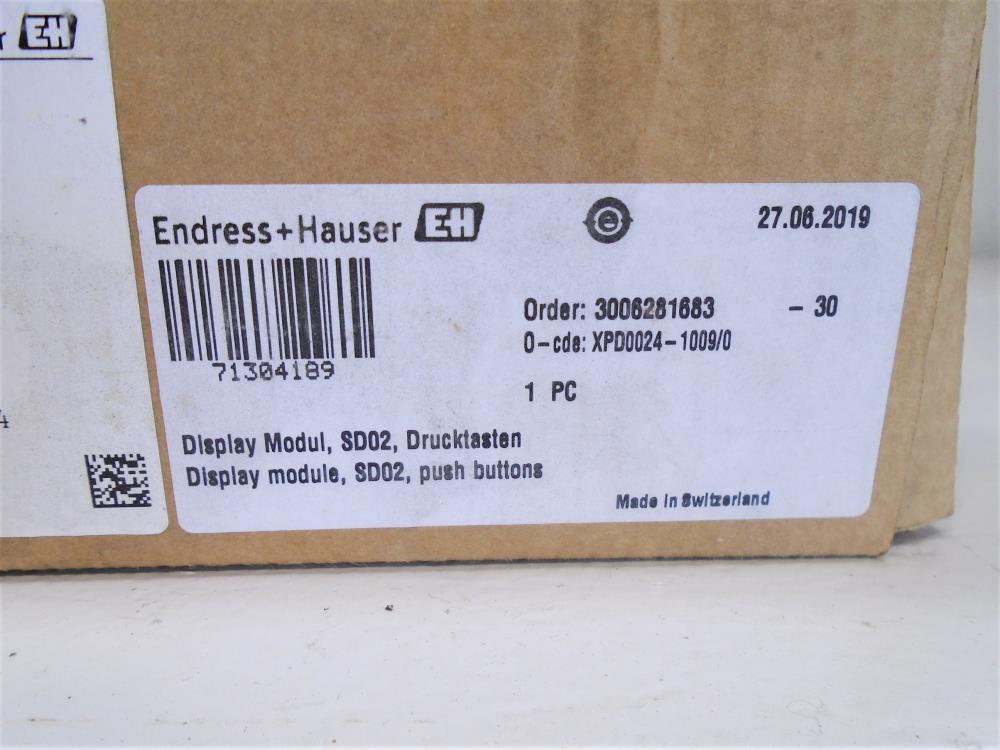 r EH
Endress+Hauser EH
27.06.2019
71304189
Order: 3006281683 - 30
O-cde: XPD0024-1009/0
1 PC
Display Modul, SD02, Drucktasten
Display module, SD02, push buttons
Made in Switzerland
4